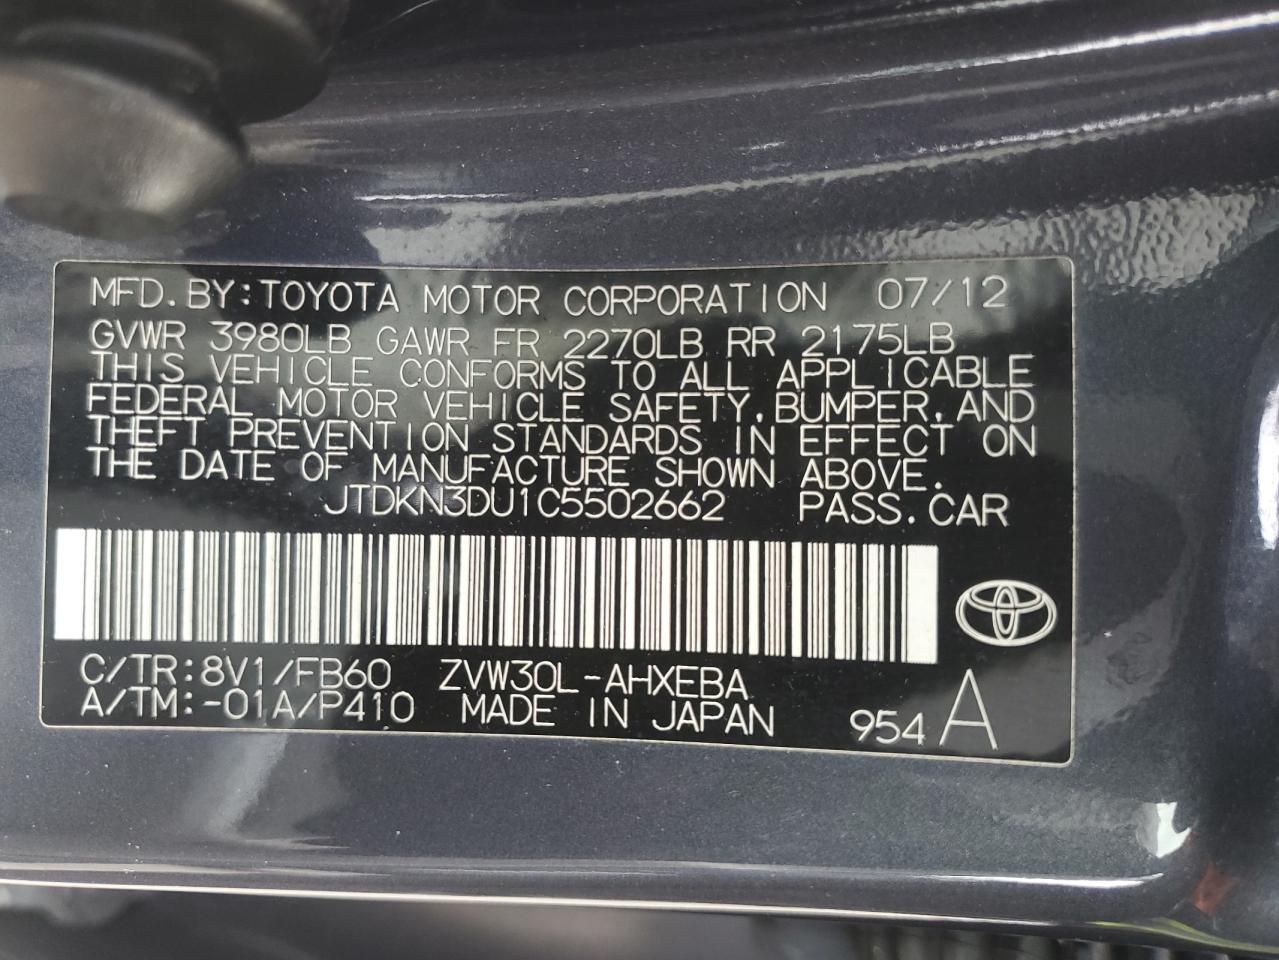 MFD. BY: TOYOTA MOTOR CORPORATION 07/12
GVWR 3980LB GAWR FR 2270LB RR 2175LB
THIS VEHICLE CONFORMS TO ALL APPLICABLE
FEDERAL MOTOR VEHICLE SAFETY, BUMPER, AND
THEFT PREVENTION STANDARDS IN EFFECT ON
THE DATE OF MANUFACTURE SHOWN ABOVE.
JTDKN3DU1C5502662 PASS. CAR
C/TR: 8V1/FB60 ZVW30L-AHXEBA
A/TM: -01A/P410 MADE IN JAPAN 954 A